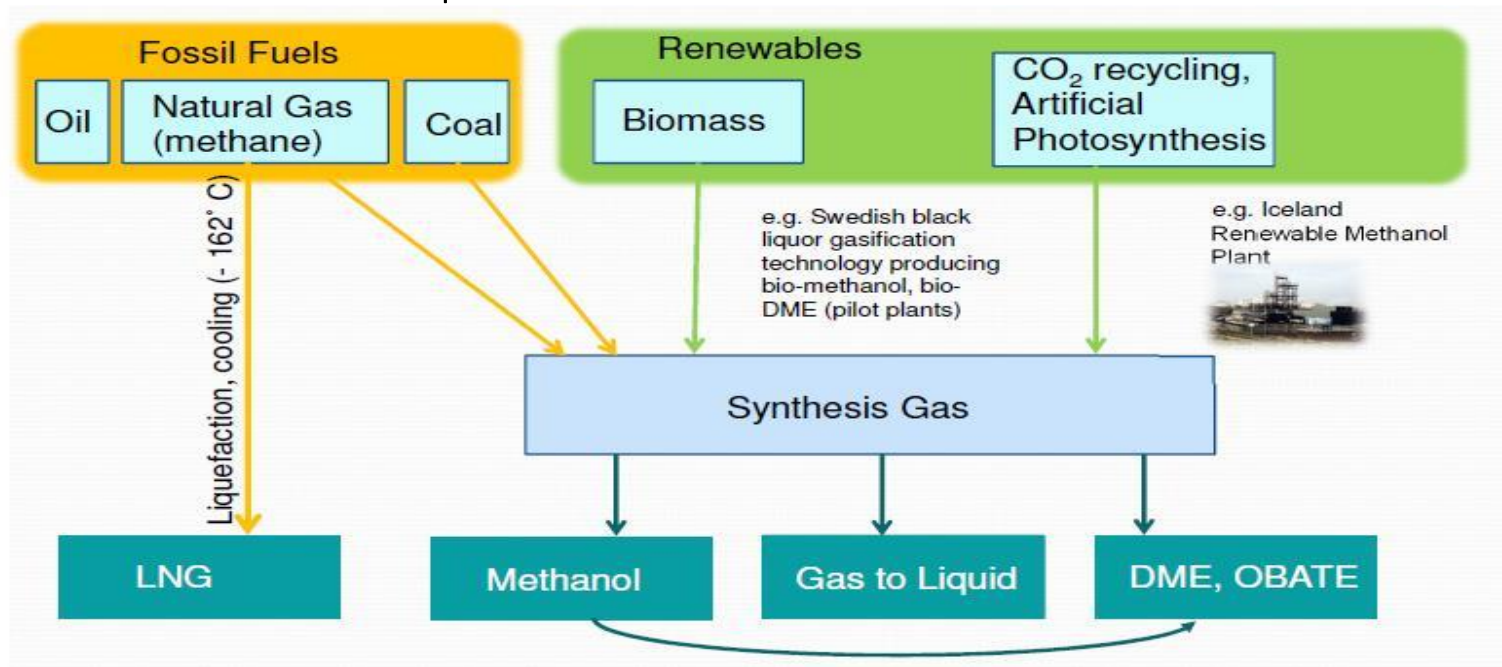 Fossil Fuels
Oil
Natural Gas
(methane)
Coal
Renewables
Biomass
CO₂ recycling,
Artificial
Photosynthesis
Liquefaction, cooling (- 162˚ C)
e.g. Swedish black
liquor gasification
technology producing
bio-methanol, bio-
DME (pilot plants)
e.g. Iceland
Renewable Methanol
Plant
Synthesis Gas
LNG
Methanol
Gas to Liquid
DME, OBATE